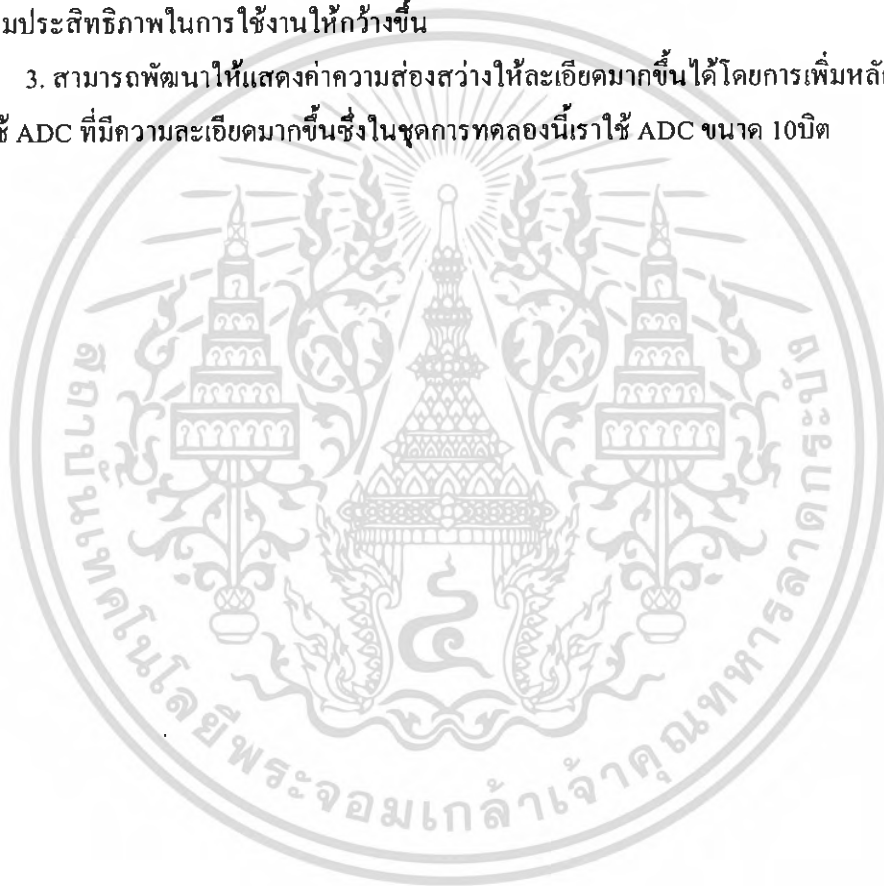 มประสิทธิภาพในการใช้งานให้กว้างขึ้น
3. สามารถพัฒนาให้แสดงค่าความส่องสว่างให้ละเอียดมากขึ้นได้โดยการเพิ่มหลั
ช้ ADC ที่มีความละเอียดมากขึ้นซึ่งในชุดการทดลองนี้เราใช้ ADC ขนาด 10บิต
สถาบันเทคโนโลยีพระจอมเกล้าเจ้าคุณทหารลาดกระบัง